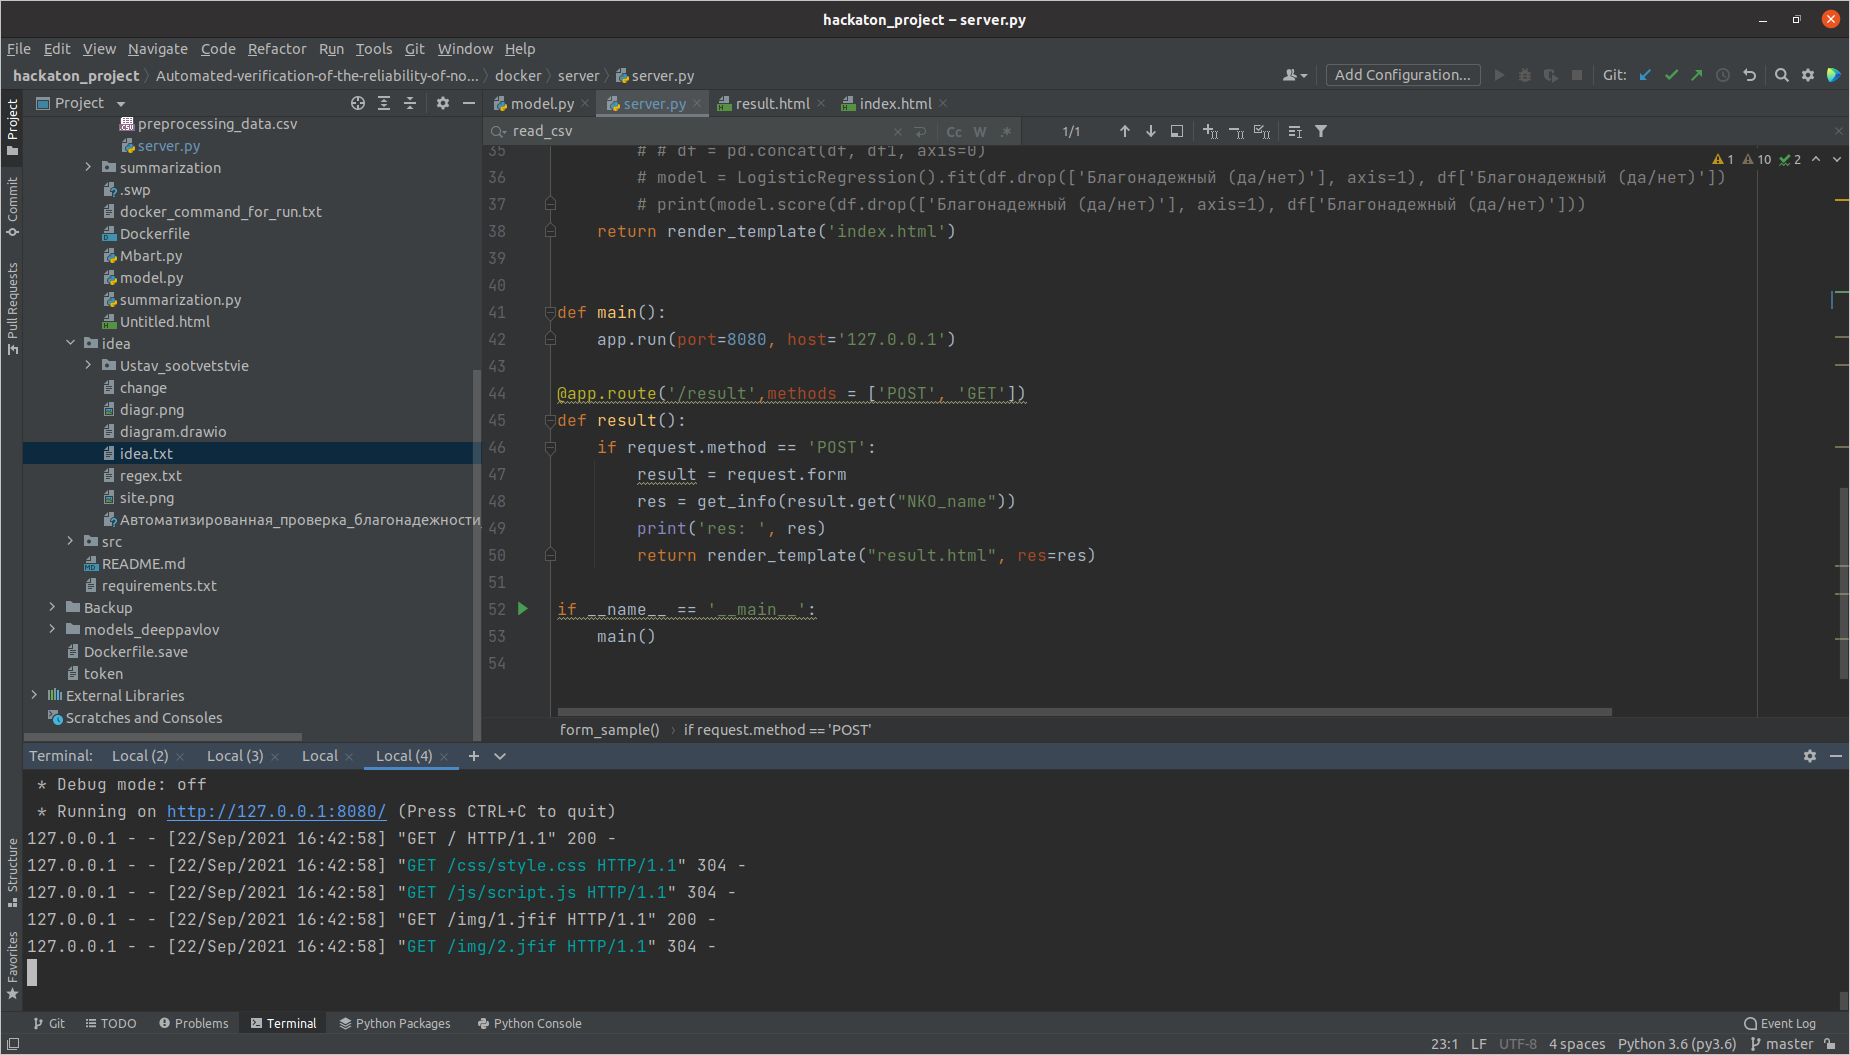 hackaton_project – server.py
File Edit View Navigate Code Refactor Run Tools Git Window Help
hackaton_project Automated-verification-of-the-reliability-of-no... docker server server.py
Add Configuration... Git:
Project
model.py server.py result.html index.html
read_csv Cc W .* 1/1
1 10 2
preprocessing_data.csv
server.py
summarization
.swp
docker_command_for_run.txt
Dockerfile
Mbart.py
model.py
summarization.py
Untitled.html
idea
Ustav_sootvetstvie
change
diagr.png
diagram.drawio
idea.txt
regex.txt
site.png
Автоматизированная_проверка_благонадежности
src
README.md
requirements.txt
Backup
models_deeppavlov
Dockerfile.save
token
External Libraries
Scratches and Consoles
Project
Commit
Pull Requests
Structure
Favorites
35 # # df = pd.concat(df, df1, axis=0)
36 # model = LogisticRegression().fit(df.drop(['Благонадежный (да/нет)'], axis=1), df['Благонадежный (да/нет)'])
37 # print(model.score(df.drop(['Благонадежный (да/нет)'], axis=1), df['Благонадежный (да/нет)']))
38 return render_template('index.html')
39
40
41 def main():
42 app.run(port=8080, host='127.0.0.1')
43
44 @app.route('/result',methods = ['POST', 'GET'])
45 def result():
46 if request.method == 'POST':
47 result = request.form
48 res = get_info(result.get("NKO_name"))
49 print('res: ', res)
50 return render_template("result.html", res=res)
51
52 if __name__ == '__main__':
53 main()
54
form_sample() if request.method == 'POST'
Terminal: Local (2) Local (3) Local Local (4)
* Debug mode: off
* Running on http://127.0.0.1:8080/ (Press CTRL+C to quit)
127.0.0.1 - - [22/Sep/2021 16:42:58] "GET / HTTP/1.1" 200 -
127.0.0.1 - - [22/Sep/2021 16:42:58] "GET /css/style.css HTTP/1.1" 304 -
127.0.0.1 - - [22/Sep/2021 16:42:58] "GET /js/script.js HTTP/1.1" 304 -
127.0.0.1 - - [22/Sep/2021 16:42:58] "GET /img/1.jfif HTTP/1.1" 200 -
127.0.0.1 - - [22/Sep/2021 16:42:58] "GET /img/2.jfif HTTP/1.1" 304 -
Git TODO Problems Terminal Python Packages Python Console Event Log
23:1 LF UTF-8 4 spaces Python 3.6 (py3.6) master